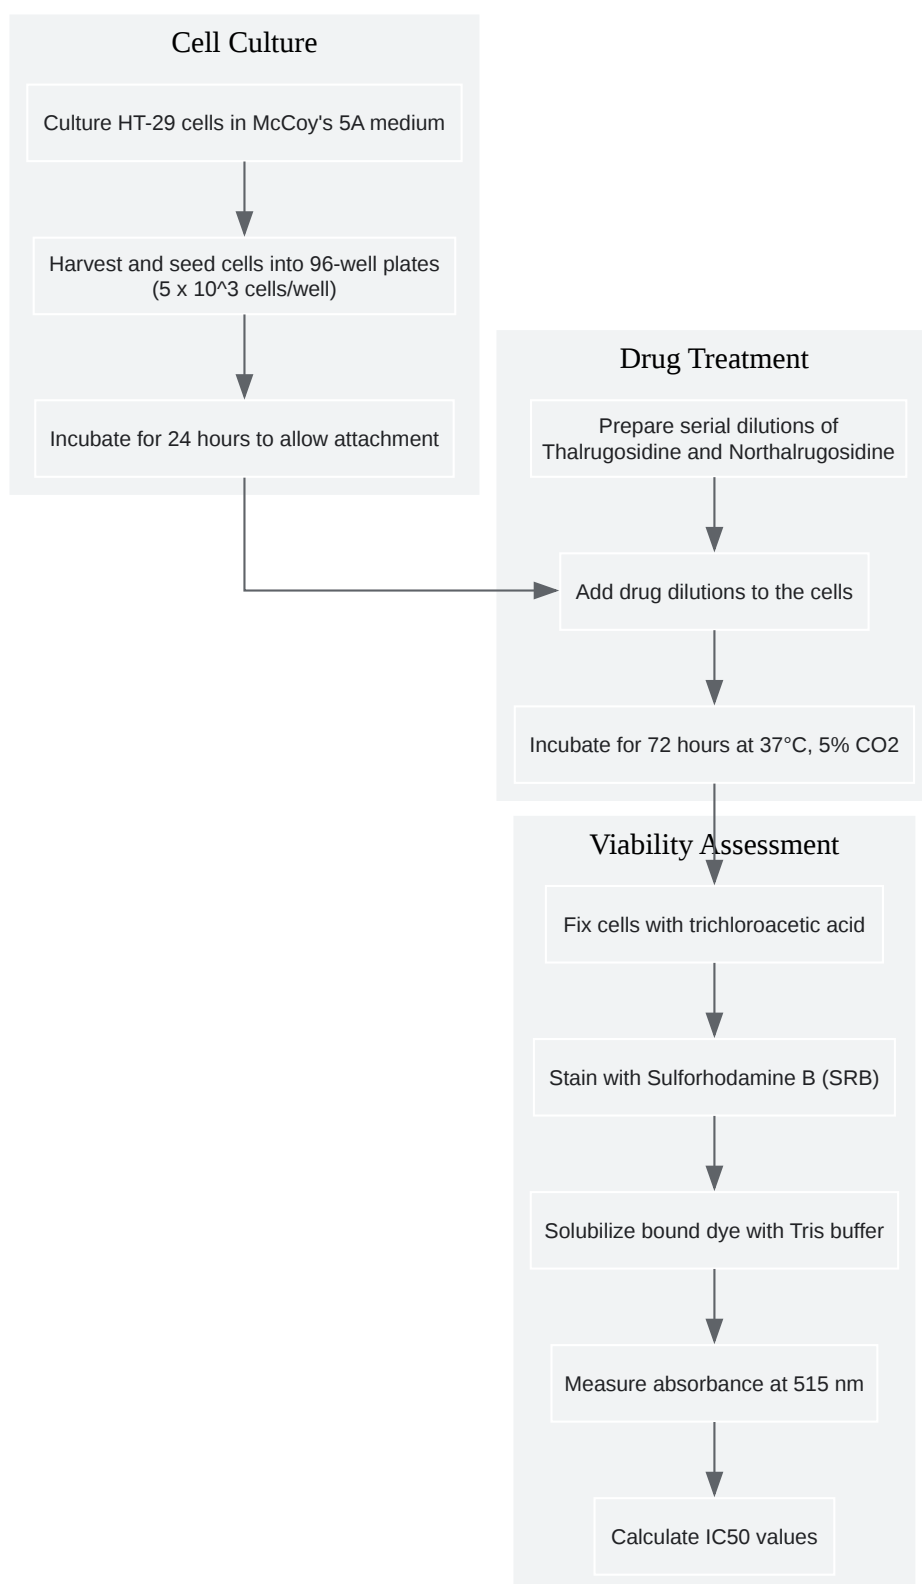 Cell Culture
Culture HT-29 cells in McCoy's 5A medium
Harvest and seed cells into 96-well plates
(5 x 10^3 cells/well)
Incubate for 24 hours to allow attachment
Drug Treatment
Prepare serial dilutions of
Thalrugosidine and Northalrugosidine
Add drug dilutions to the cells
Incubate for 72 hours at 37°C, 5% CO2
Viability Assessment
Fix cells with trichloroacetic acid
Stain with Sulforhodamine B (SRB)
Solubilize bound dye with Tris buffer
Measure absorbance at 515 nm
Calculate IC50 values